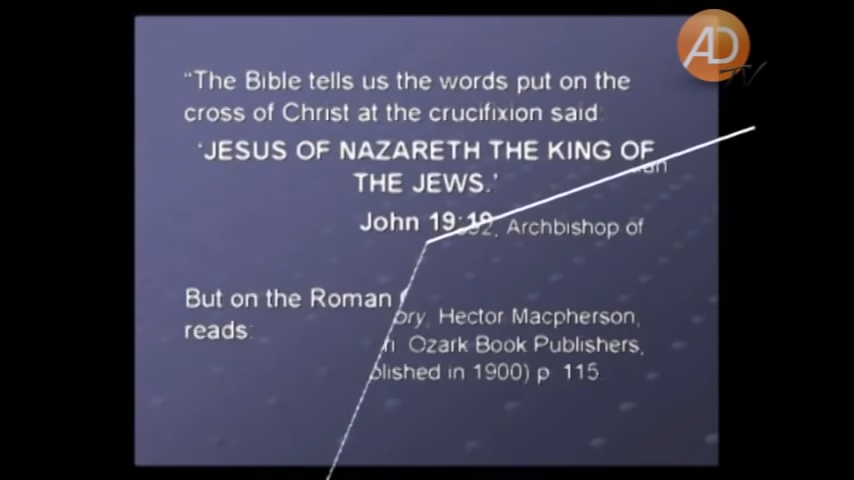 AD
TV
"The Bible tells us the words put on the
cross of Christ at the crucifixion said:
'JESUS OF NAZARETH THE KING OF
THE JEWS.'
John 19:19
Archbishop of
But on the Roman
reads:
Hector Macpherson,
Ozark Book Publishers,
in 1900) p. 115.